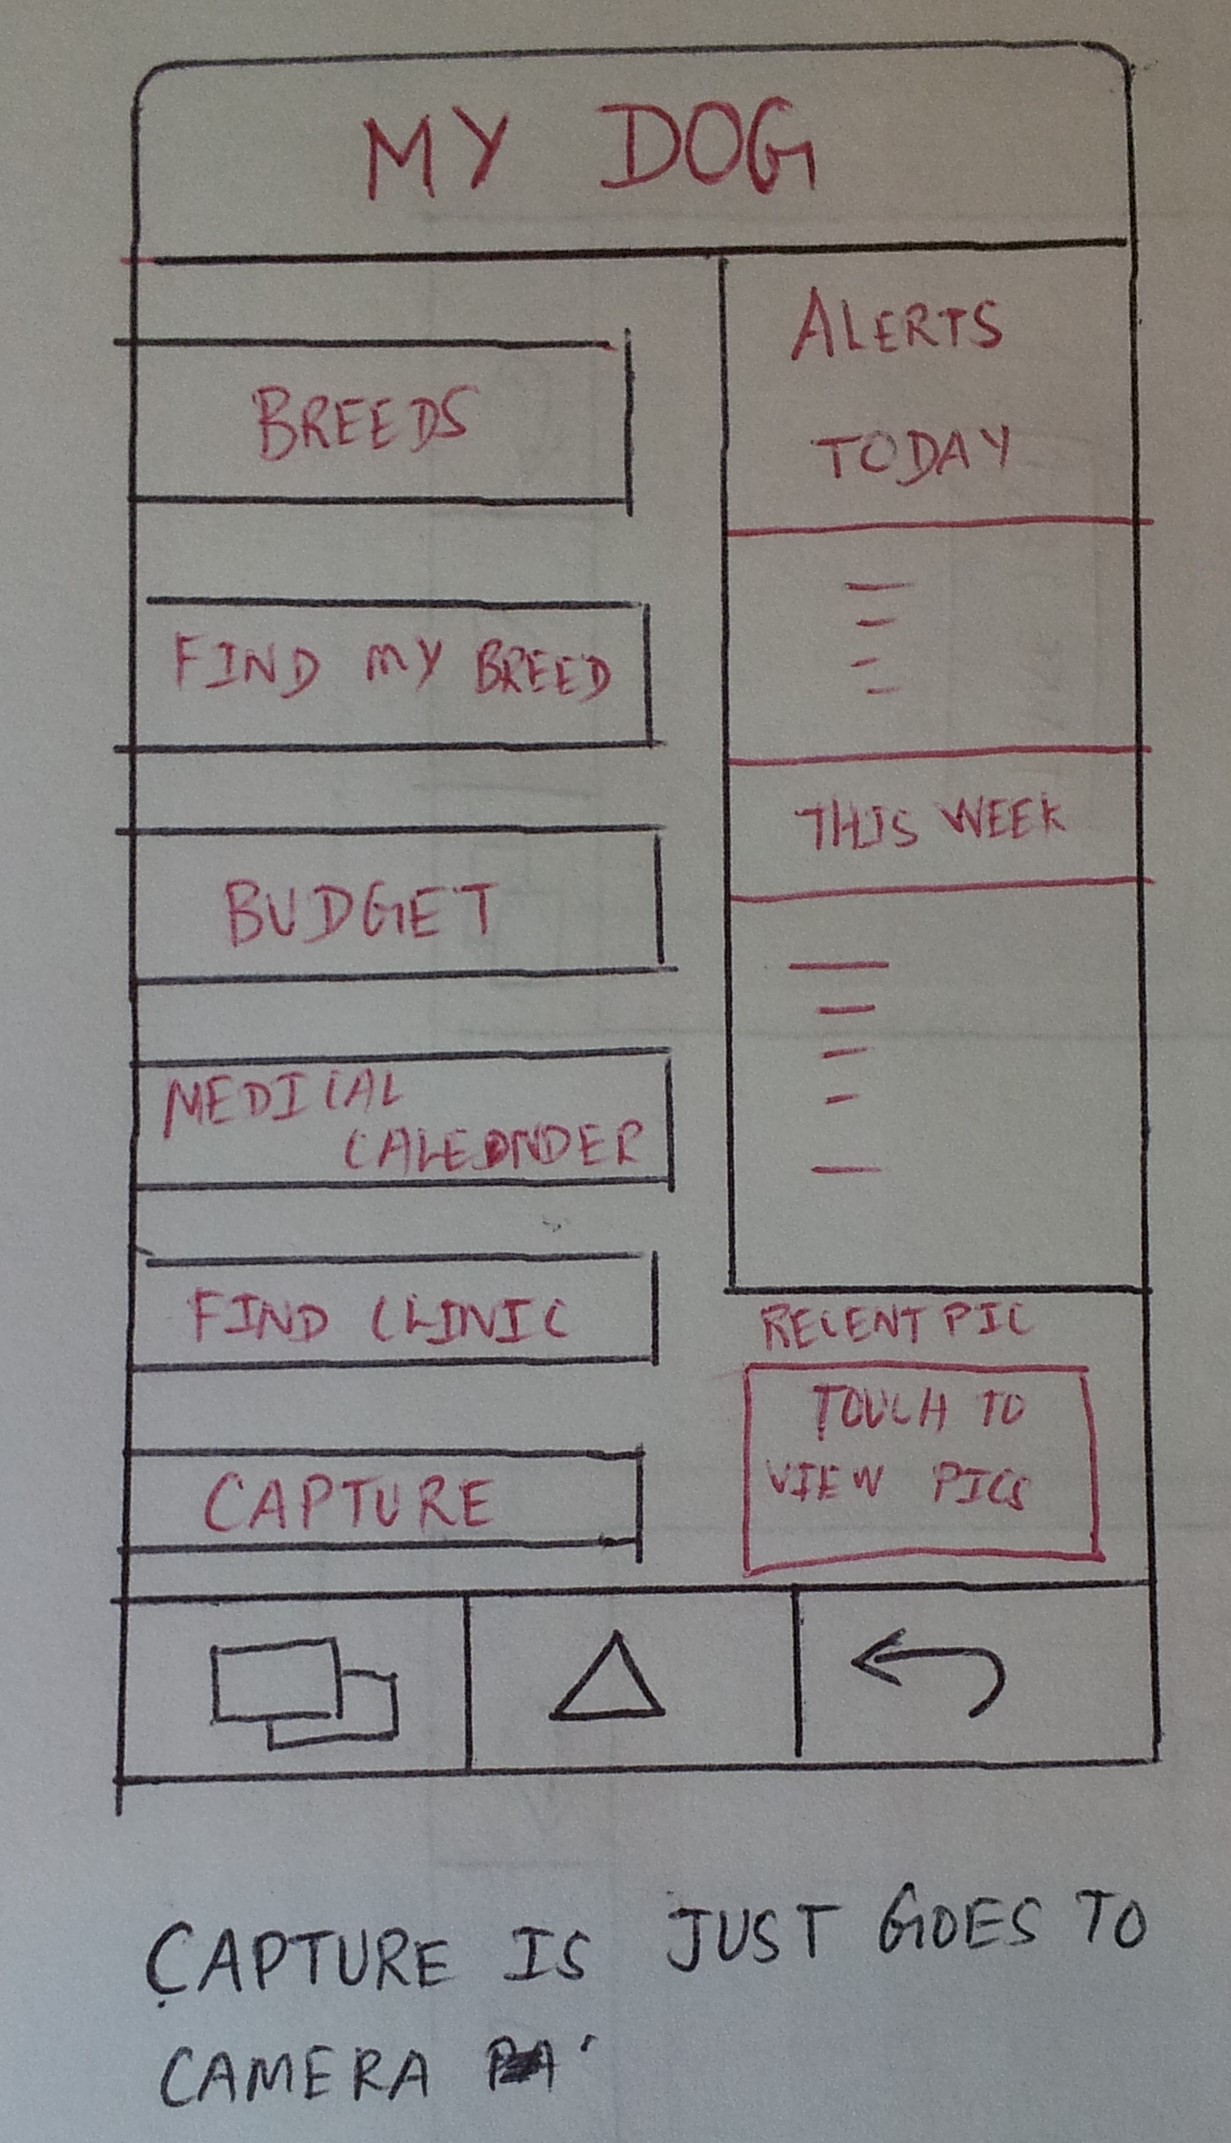 MY DOG
BREEDS
FIND MY BREED
BUDGET
MEDICAL
CALENDER
FIND CLINIC
CAPTURE
ALERTS
TODAY
THIS WEEK
RECENT PIC
TOUCH TO
VIEW PICS
CAPTURE IS JUST GOES TO
CAMERA